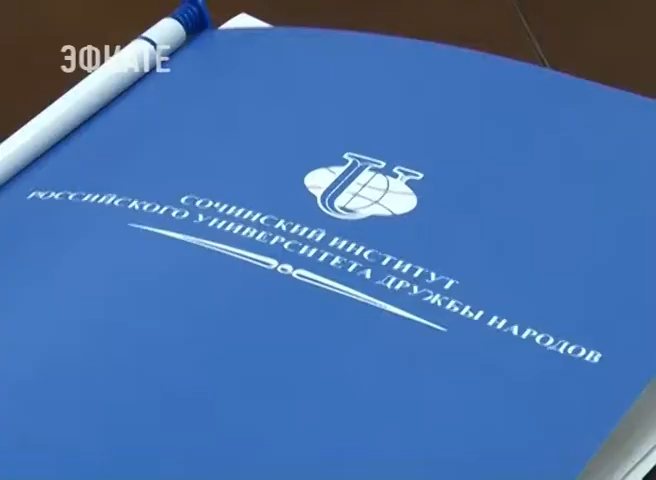 ЭФКАТЕ
СОЧИНСКИЙ ИНСТИТУТ
РОССИЙСКОГО УНИВЕРСИТЕТА ДРУЖБЫ НАРОДОВ